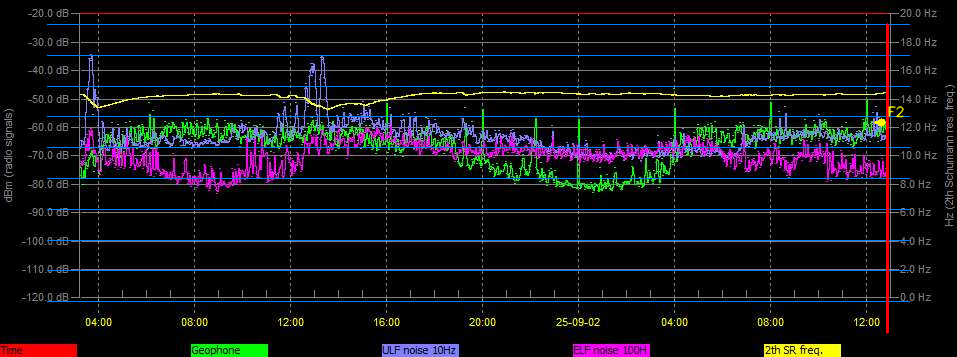 -20.0 dB 20.0 Hz
-30.0 dB 18.0 Hz
-40.0 dB 16.0 Hz
-50.0 dB 14.0 Hz
F2
-60.0 dB 12.0 Hz
-70.0 dB 10.0 Hz
-80.0 dB 8.0 Hz
-90.0 dB 6.0 Hz
-100.0 dB 4.0 Hz
-110.0 dB 2.0 Hz
-120.0 dB 0.0 Hz
dBm (radio signals)
Hz (2th Schumann res. freq.)
04:00 08:00 12:00 16:00 20:00 25-09-02 04:00 08:00 12:00
Time Geophone ULF noise 10Hz ELF noise 100H 2th SR freq.